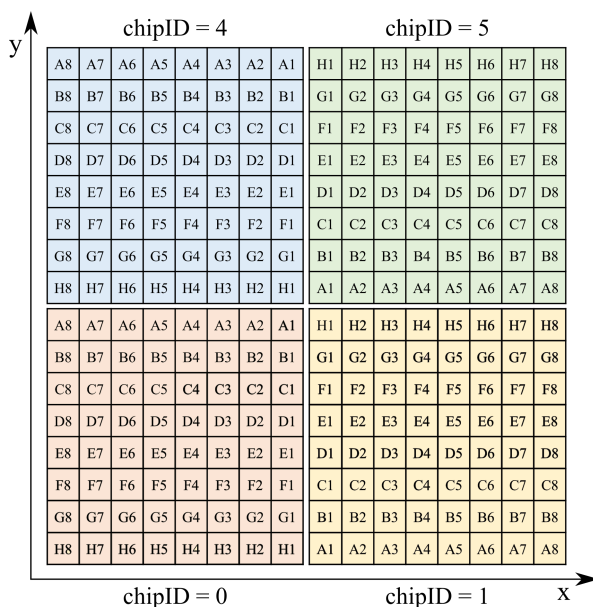 chipID = 4 chipID = 5
y
A8 A7 A6 A5 A4 A3 A2 A1 H1 H2 H3 H4 H5 H6 H7 H8
B8 B7 B6 B5 B4 B3 B2 B1 G1 G2 G3 G4 G5 G6 G7 G8
C8 C7 C6 C5 C4 C3 C2 C1 F1 F2 F3 F4 F5 F6 F7 F8
D8 D7 D6 D5 D4 D3 D2 D1 E1 E2 E3 E4 E5 E6 E7 E8
E8 E7 E6 E5 E4 E3 E2 E1 D1 D2 D3 D4 D5 D6 D7 D8
F8 F7 F6 F5 F4 F3 F2 F1 C1 C2 C3 C4 C5 C6 C7 C8
G8 G7 G6 G5 G4 G3 G2 G1 B1 B2 B3 B4 B5 B6 B7 B8
H8 H7 H6 H5 H4 H3 H2 H1 A1 A2 A3 A4 A5 A6 A7 A8
A8 A7 A6 A5 A4 A3 A2 A1 H1 H2 H3 H4 H5 H6 H7 H8
B8 B7 B6 B5 B4 B3 B2 B1 G1 G2 G3 G4 G5 G6 G7 G8
C8 C7 C6 C5 C4 C3 C2 C1 F1 F2 F3 F4 F5 F6 F7 F8
D8 D7 D6 D5 D4 D3 D2 D1 E1 E2 E3 E4 E5 E6 E7 E8
E8 E7 E6 E5 E4 E3 E2 E1 D1 D2 D3 D4 D5 D6 D7 D8
F8 F7 F6 F5 F4 F3 F2 F1 C1 C2 C3 C4 C5 C6 C7 C8
G8 G7 G6 G5 G4 G3 G2 G1 B1 B2 B3 B4 B5 B6 B7 B8
H8 H7 H6 H5 H4 H3 H2 H1 A1 A2 A3 A4 A5 A6 A7 A8
chipID = 0 chipID = 1 x